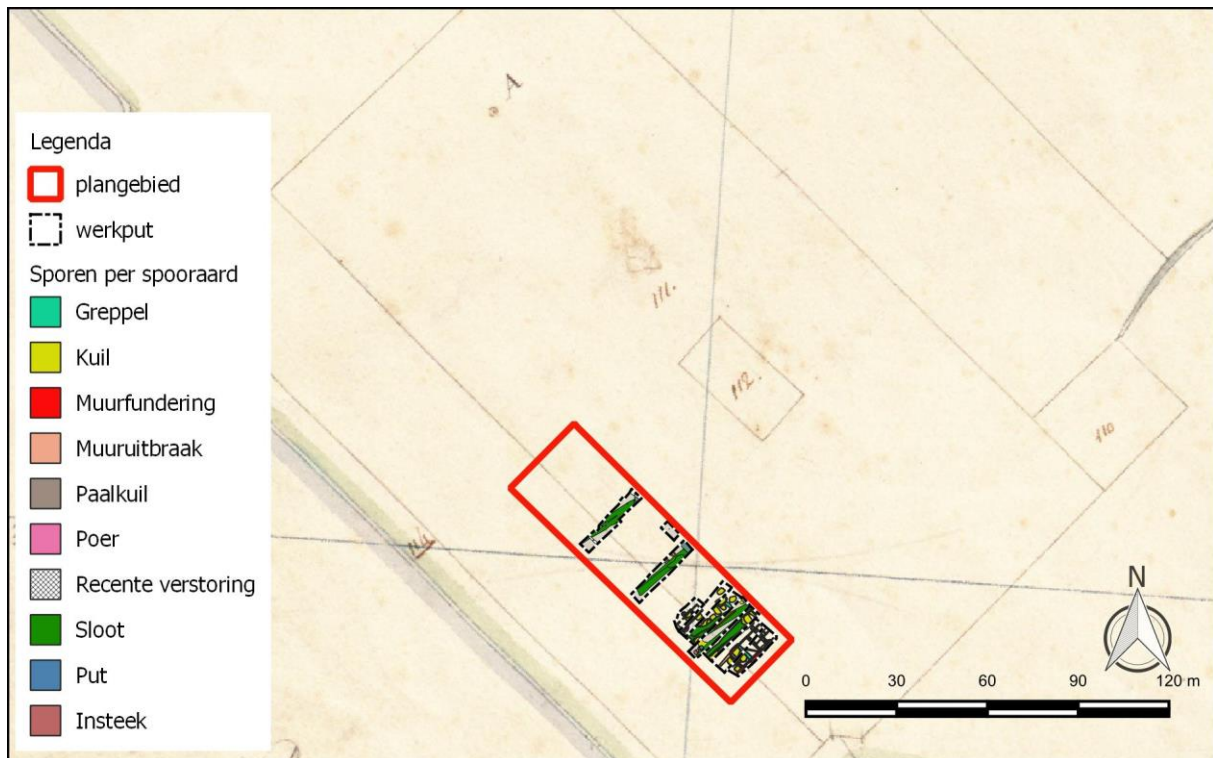 A
111.
112.
110
Legenda
plangebied
werkput
Sporen per spooraard
Greppel
Kuil
Muurfundering
Muuruitbraak
Paalkuil
Poer
Recente verstoring
Sloot
Put
Insteek
N
0 30 60 90 120 m